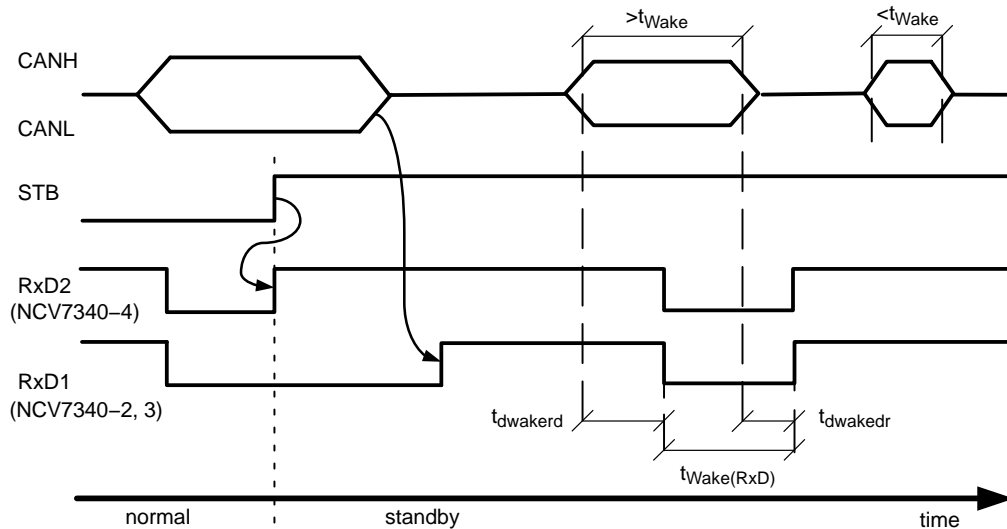 >tWake
<tWake
CANH
CANL
STB
RxD2
(NCV7340−4)
RxD1
(NCV7340−2, 3)
tdwakerd
tdwakedr
tWake(RxD)
normal
standby
time